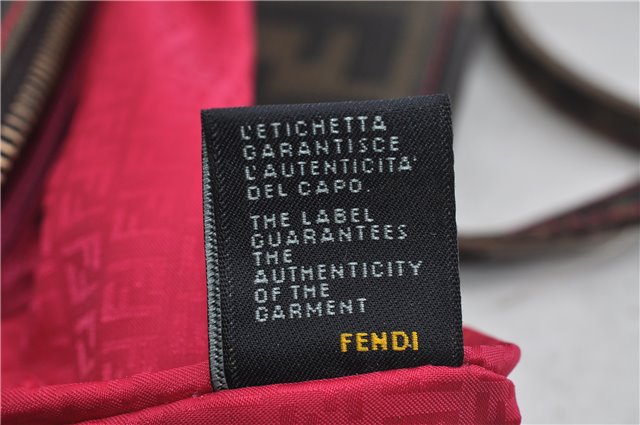 L'ETICHETTA
GARANTISCE
L'AUTENTICITA'
DEL CAPO.
THE LABEL
GUARANTEES
THE
AUTHENTICITY
OF THE
GARMENT
FENDI